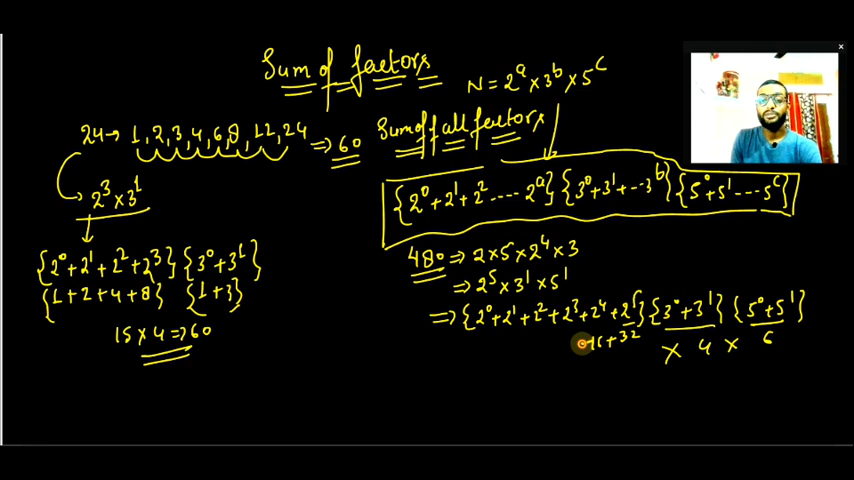 Sum of factors
N = 2^a × 3^b × 5^c
24 → 1, 2, 3, 4, 6, 8, 12, 24 ⇒ 60
Sum of all factors
{2^0 + 2^1 + 2^2 ---- 2^a} {3^0 + 3^1 + --- 3^b} {5^0 + 5^1 --- 5^c}
2^3 × 3^1
{2^0 + 2^1 + 2^2 + 2^3} {3^0 + 3^1}
{1 + 2 + 4 + 8} {1 + 3}
15 × 4 ⇒ 60
480 ⇒ 2 × 5 × 2^4 × 3
⇒ 2^5 × 3^1 × 5^1
⇒ {2^0 + 2^1 + 2^2 + 2^3 + 2^4 + 2^5} {3^0 + 3^1} {5^0 + 5^1}
16 + 32 × 4 × 6